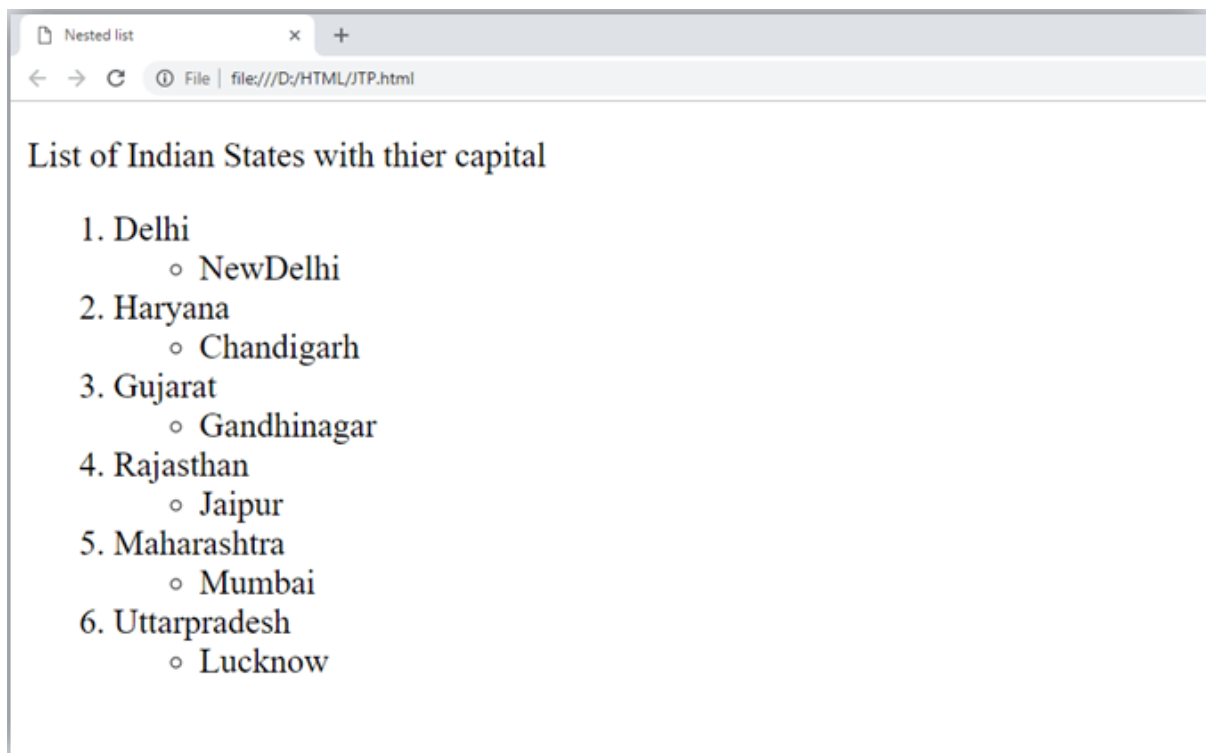 Nested list
File | file:///D:/HTML/JTP.html
List of Indian States with thier capital
1. Delhi
○ NewDelhi
2. Haryana
○ Chandigarh
3. Gujarat
○ Gandhinagar
4. Rajasthan
○ Jaipur
5. Maharashtra
○ Mumbai
6. Uttarpradesh
○ Lucknow